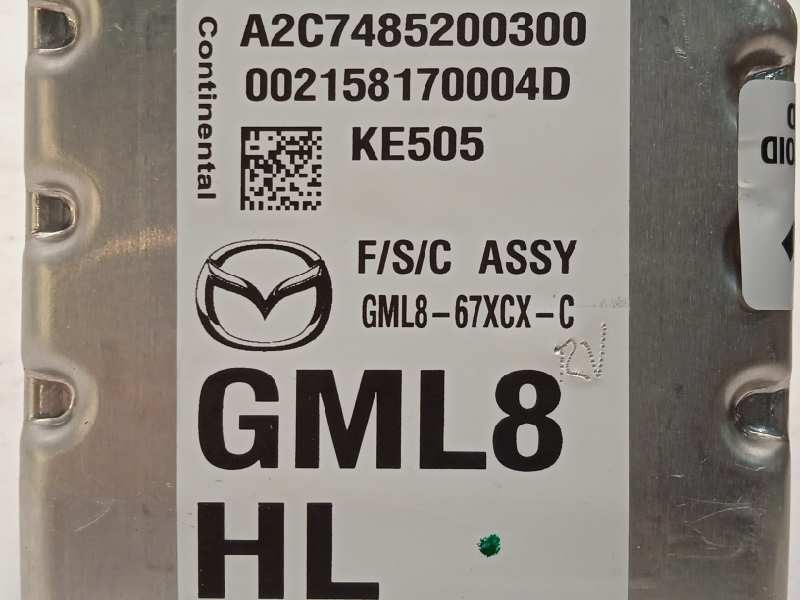 Continental
A2C7485200300
002158170004D
KE505
F/S/C ASSY
GML8-67XCX-C
GML8
HL